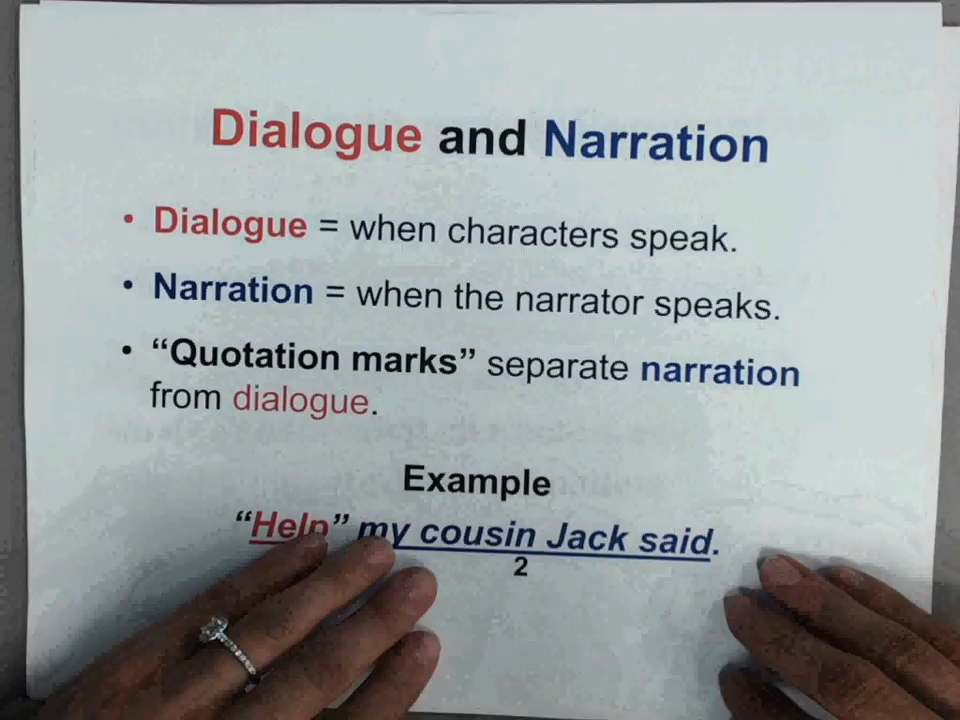 Dialogue and Narration
• Dialogue = when characters speak.
• Narration = when the narrator speaks.
• “Quotation marks” separate narration
from dialogue.
Example
“Help” my cousin Jack said.
2